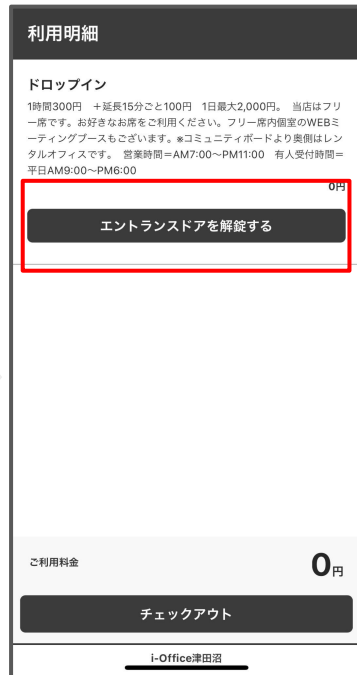 利用明細
ドロップイン
1時間300円　＋延長15分ごと100円　1日最大2,000円。　当店はフリ
ー席です。お好きなお席をご利用ください。フリー席内個室のWEBミ
ーティングブースもございます。※コミュニティボードより奥側はレン
タルオフィスです。　営業時間＝AM7:00〜PM11:00　有人受付時間＝
平日AM9:00〜PM6:00
0円
エントランスドアを解錠する
ご利用料金
0円
チェックアウト
i-Office津田沼